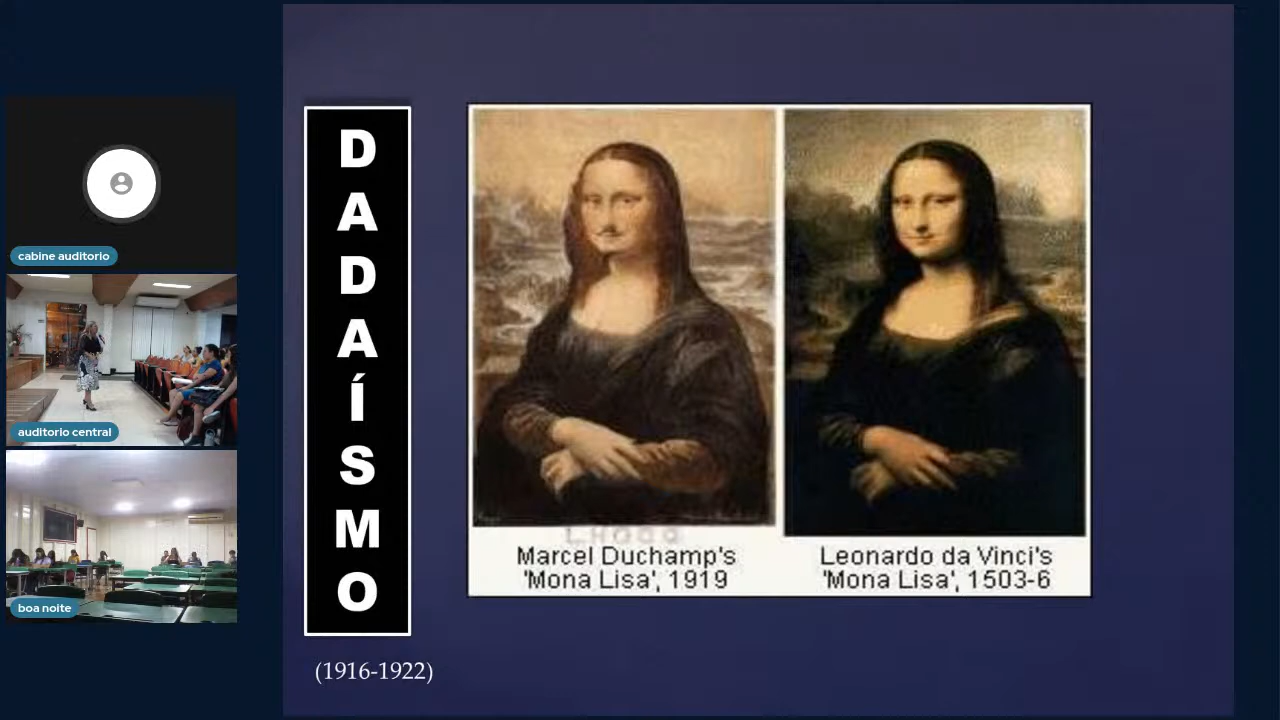 cabine auditorio
auditorio central
boa noite
DADAÍSMO
(1916-1922)
L.H.O.O.Q
Marcel Duchamp's
'Mona Lisa', 1919
Leonardo da Vinci's
'Mona Lisa', 1503-6